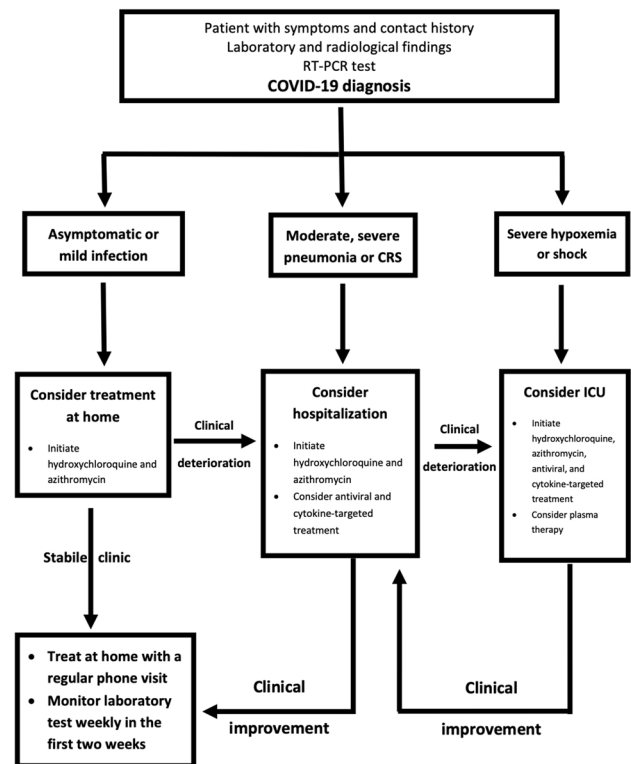 Patient with symptoms and contact history
Laboratory and radiological findings
RT-PCR test
COVID-19 diagnosis
Asymptomatic or
mild infection
Moderate, severe
pneumonia or CRS
Severe hypoxemia
or shock
Consider treatment
at home
• Initiate
hydroxychloroquine and
azithromycin
Clinical
deterioration
Consider
hospitalization
• Initiate
hydroxychloroquine and
azithromycin
• Consider antiviral and
cytokine-targeted
treatment
Clinical
deterioration
Consider ICU
• Initiate
hydroxychloroquine,
azithromycin,
antiviral, and
cytokine-targeted
treatment
• Consider plasma
therapy
Stabile clinic
• Treat at home with a
regular phone visit
• Monitor laboratory
test weekly in the
first two weeks
Clinical
improvement
Clinical
improvement